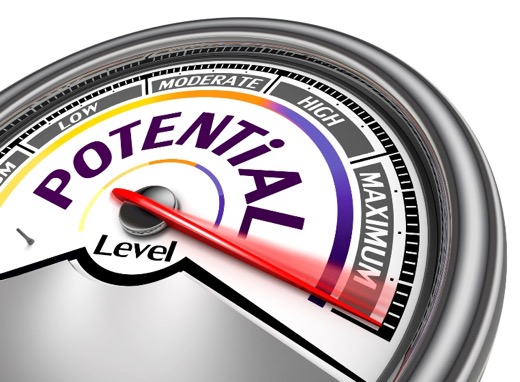 LOW
MODERATE
HIGH
MAXIMUM
POTENTiAL
Level